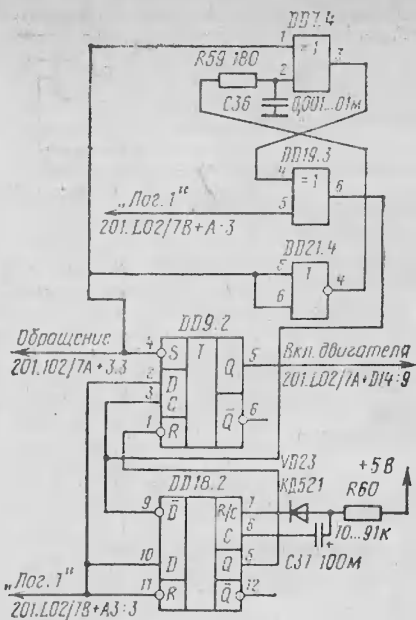 DD7.4
1
=1
3
2
R59 180
C36
0,001...01м
DD19.3
4
=1
6
5
„Лог. 1“
201.L02/7B+A:3
DD21.4
5
1
4
6
DD9.2
Обращение
4
S
T
201.I02/7A+3.3
2
D
Q
5
Вкл. двигателя
3
C
201.L02/7A+D14:9
1
R
Q̅
6
VD23
КД521
+5 В
DD18.2
9
D̅
R/C
7
R60
10...91к
C
6
C37 100м
10
D
Q
5
„Лог. 1“
11
R
Q̅
12
201.L02/7B+A3:3